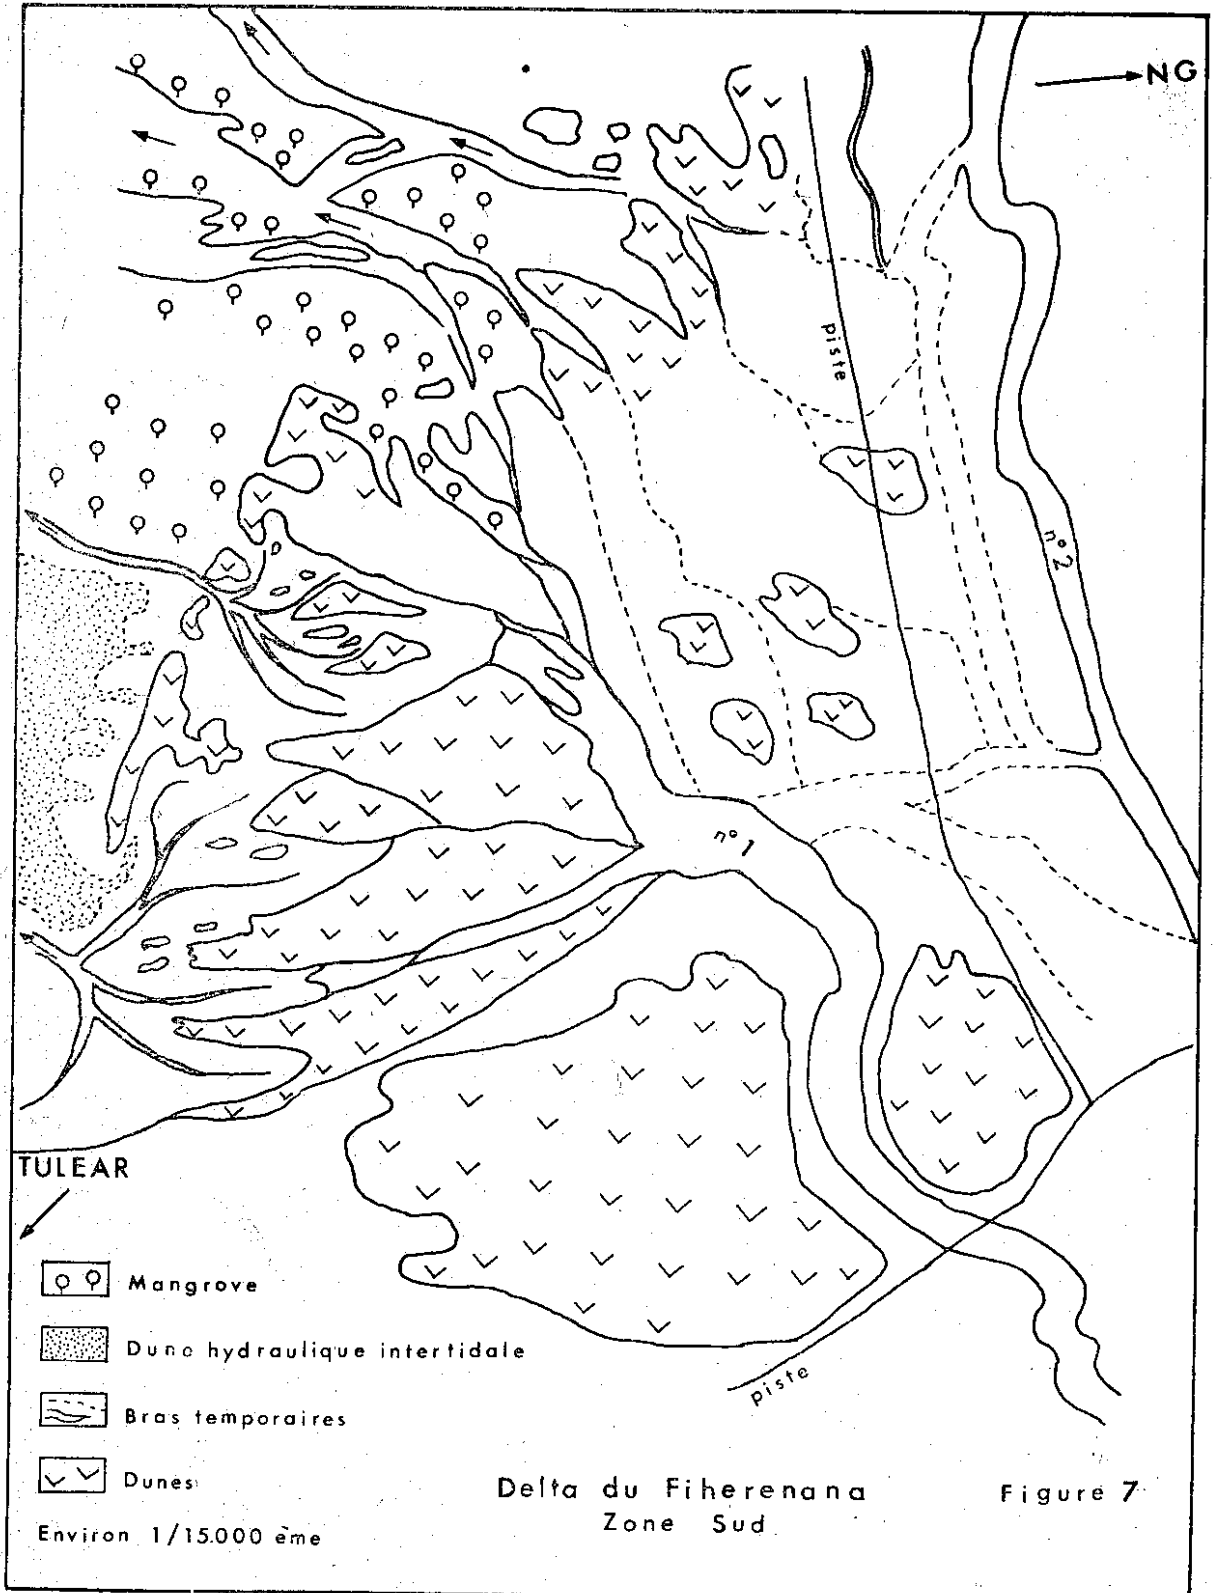 NG
piste
n° 2
n° 1
TULEAR
Mangrove
Dune hydraulique intertidale
Bras temporaires
Dunes
Environ 1/15.000 ème
piste
Delta du Fiherenana
Zone Sud
Figure 7